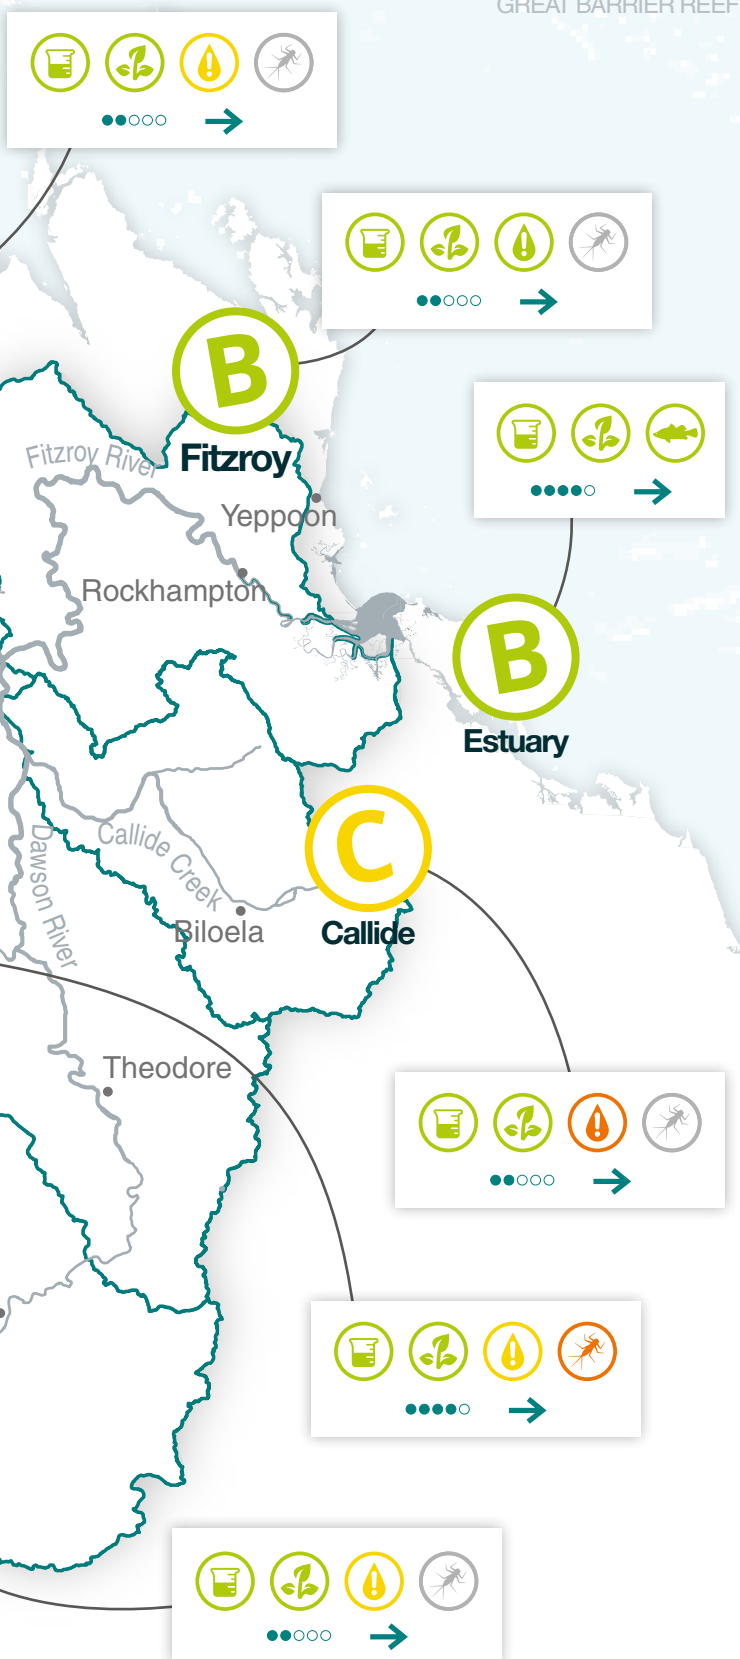 GREAT BARRIER REEF
B
Fitzroy
Fitzroy River
Yeppoon
Rockhampton
B
Estuary
C
Callide
Callide Creek
Dawson River
Biloela
Theodore